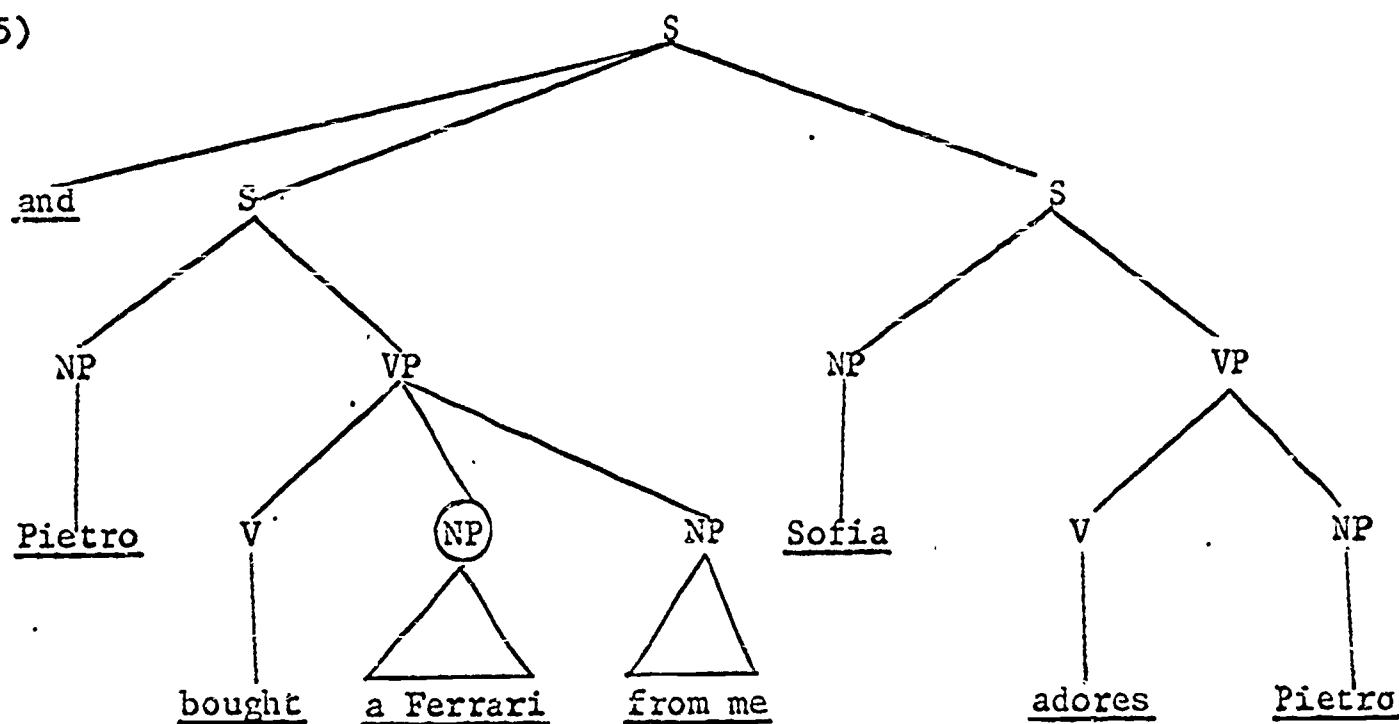 5)
S
and S S
NP VP NP VP
Pietro V NP NP Sofia V NP
bought a Ferrari from me adores Pietro